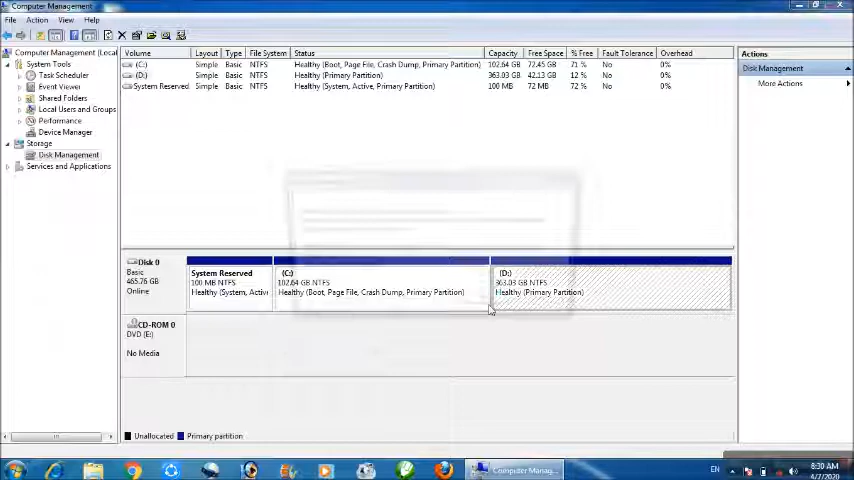 Computer Management
File Action View Help
Computer Management (Local
System Tools
Task Scheduler
Event Viewer
Shared Folders
Local Users and Groups
Performance
Device Manager
Storage
Disk Management
Services and Applications
Volume Layout Type File System Status Capacity Free Space % Free Fault Tolerance Overhead
(C:) Simple Basic NTFS Healthy (Boot, Page File, Crash Dump, Primary Partition) 102.64 GB 72.45 GB 71 % No 0%
(D:) Simple Basic NTFS Healthy (Primary Partition) 363.03 GB 42.13 GB 12 % No 0%
System Reserved Simple Basic NTFS Healthy (System, Active, Primary Partition) 100 MB 72 MB 72 % No 0%
Actions
Disk Management
More Actions
Disk 0
Basic
465.76 GB
Online
System Reserved
100 MB NTFS
Healthy (System, Activ
(C:)
102.64 GB NTFS
Healthy (Boot, Page File, Crash Dump, Primary Partition)
(D:)
363.03 GB NTFS
Healthy (Primary Partition)
CD-ROM 0
DVD (E:)
No Media
Unallocated Primary partition
Computer Manag...
EN
8:30 AM
4/7/2020